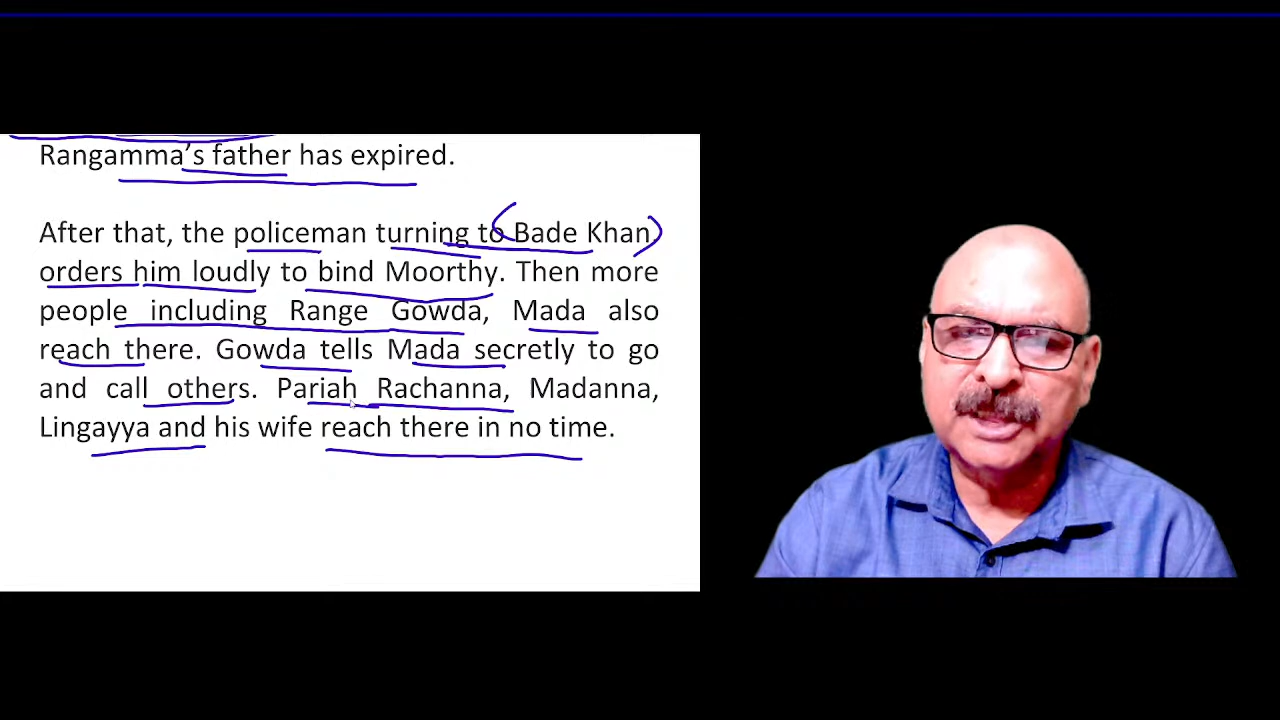 Rangamma’s father has expired.
After that, the policeman turning to Bade Khan
orders him loudly to bind Moorthy. Then more
people including Range Gowda, Mada also
reach there. Gowda tells Mada secretly to go
and call others. Pariah Rachanna, Madanna,
Lingayya and his wife reach there in no time.